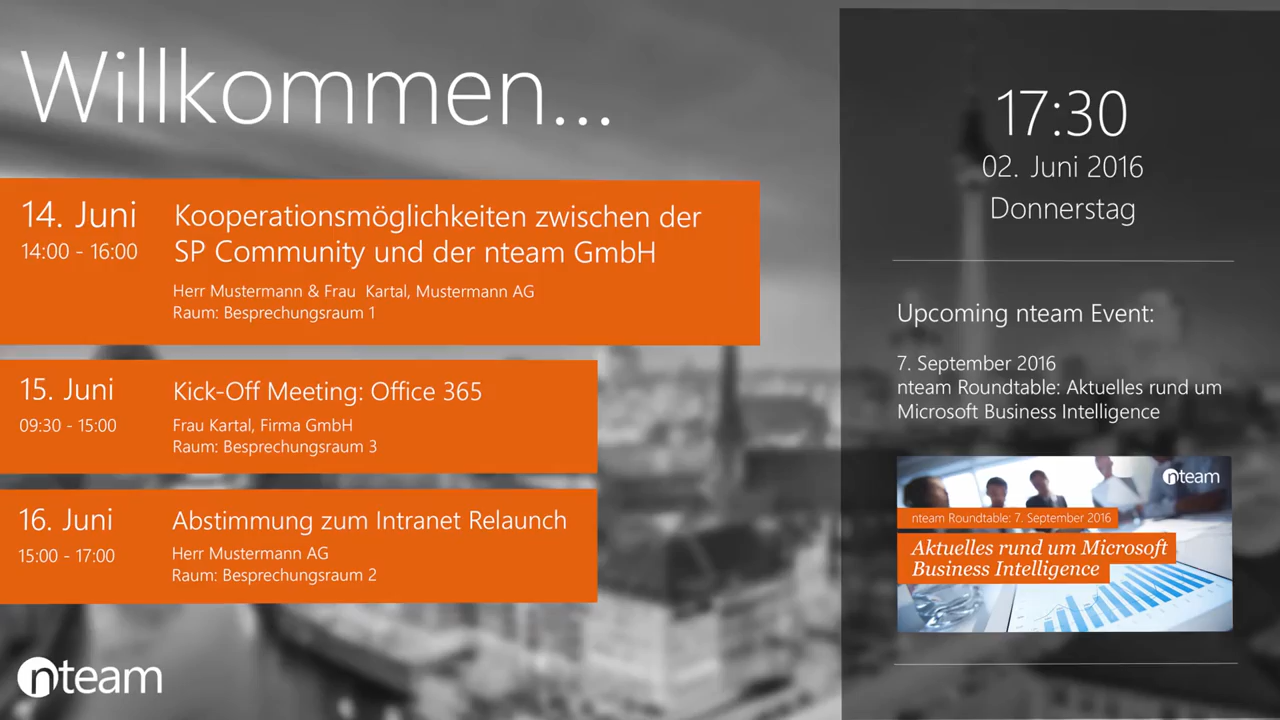 Willkommen...
14. Juni
14:00 - 16:00
Kooperationsmöglichkeiten zwischen der
SP Community und der nteam GmbH
Herr Mustermann & Frau Kartal, Mustermann AG
Raum: Besprechungsraum 1
15. Juni
09:30 - 15:00
Kick-Off Meeting: Office 365
Frau Kartal, Firma GmbH
Raum: Besprechungsraum 3
16. Juni
15:00 - 17:00
Abstimmung zum Intranet Relaunch
Herr Mustermann AG
Raum: Besprechungsraum 2
nteam
17:30
02. Juni 2016
Donnerstag
Upcoming nteam Event:
7. September 2016
nteam Roundtable: Aktuelles rund um
Microsoft Business Intelligence
nteam
nteam Roundtable: 7. September 2016
Aktuelles rund um Microsoft
Business Intelligence